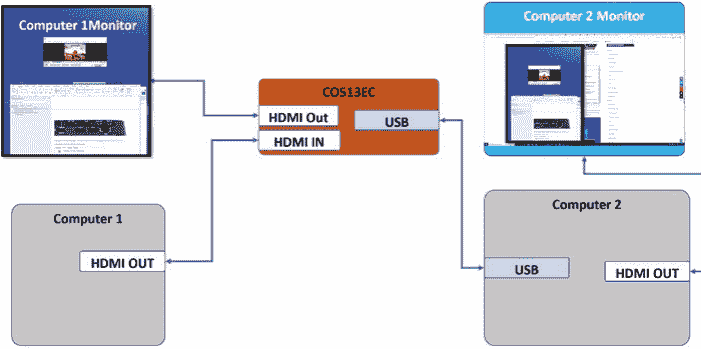 Computer 1Monitor
Computer 2 Monitor
COS13EC
HDMI Out
USB
HDMI IN
Computer 1
HDMI OUT
Computer 2
USB
HDMI OUT